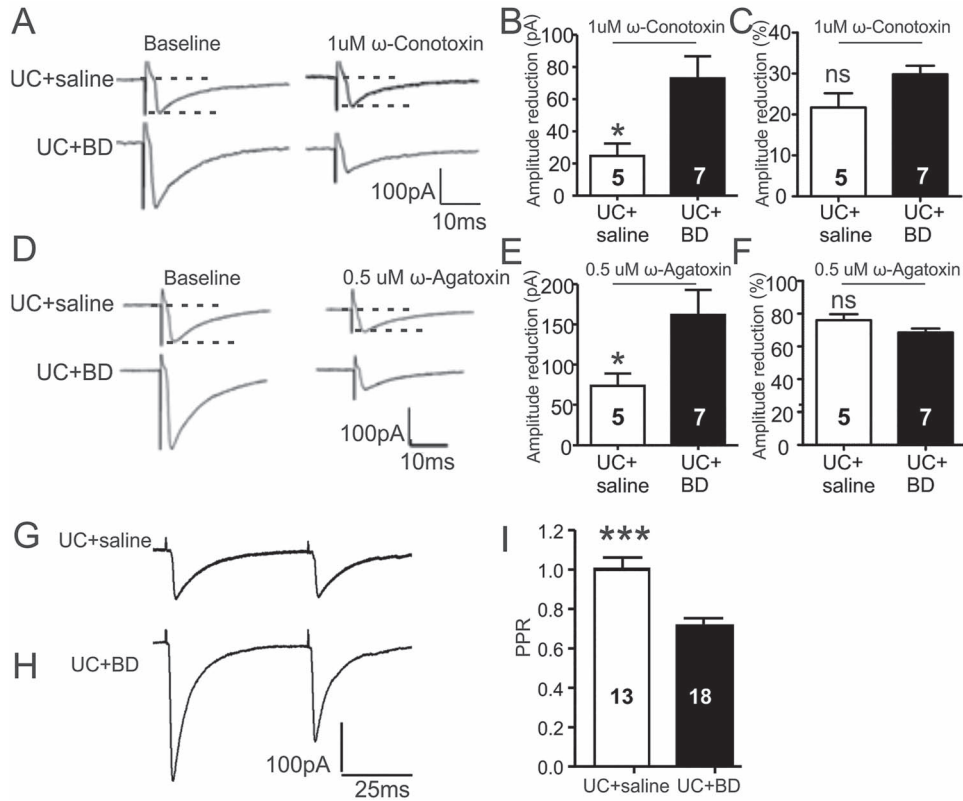 A
Baseline
1uM ω-Conotoxin
UC+saline
UC+BD
100pA
10ms
B
1uM ω-Conotoxin
Amplitude reduction (pA)
100
80
60
40
20
0
*
5
7
UC+
saline
UC+
BD
C
1uM ω-Conotoxin
Amplitude reduction (%)
40
30
20
10
0
ns
5
7
UC+
saline
UC+
BD
D
Baseline
0.5 uM ω-Agatoxin
UC+saline
UC+BD
100pA
10ms
E
0.5 uM ω-Agatoxin
Amplitude reduction (pA)
200
150
100
50
0
*
5
7
UC+
saline
UC+
BD
F
0.5 uM ω-Agatoxin
Amplitude reduction (%)
100
80
60
40
20
0
ns
5
7
UC+
saline
UC+
BD
G
UC+saline
H
UC+BD
100pA
25ms
I
PPR
1.2
1.0
0.8
0.6
0.4
0.2
0.0
***
13
18
UC+saline
UC+BD